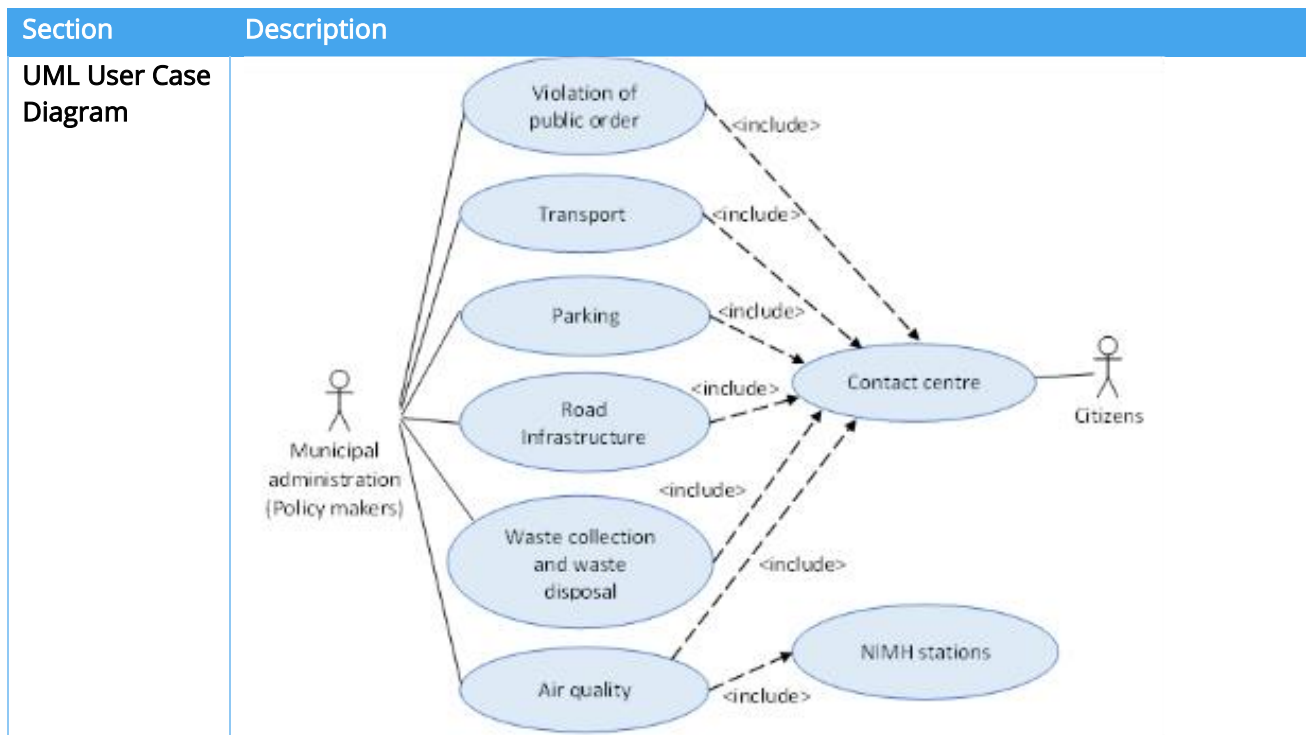 Section Description
UML User Case
Diagram
Violation of
public order
<include>
Transport
<include>
Parking
<include>
Road
Infrastructure
<include>
Contact centre
Citizens
Municipal
administration
(Policy makers)
<include>
Waste collection
and waste
disposal
<include>
NIMH stations
Air quality
<include>